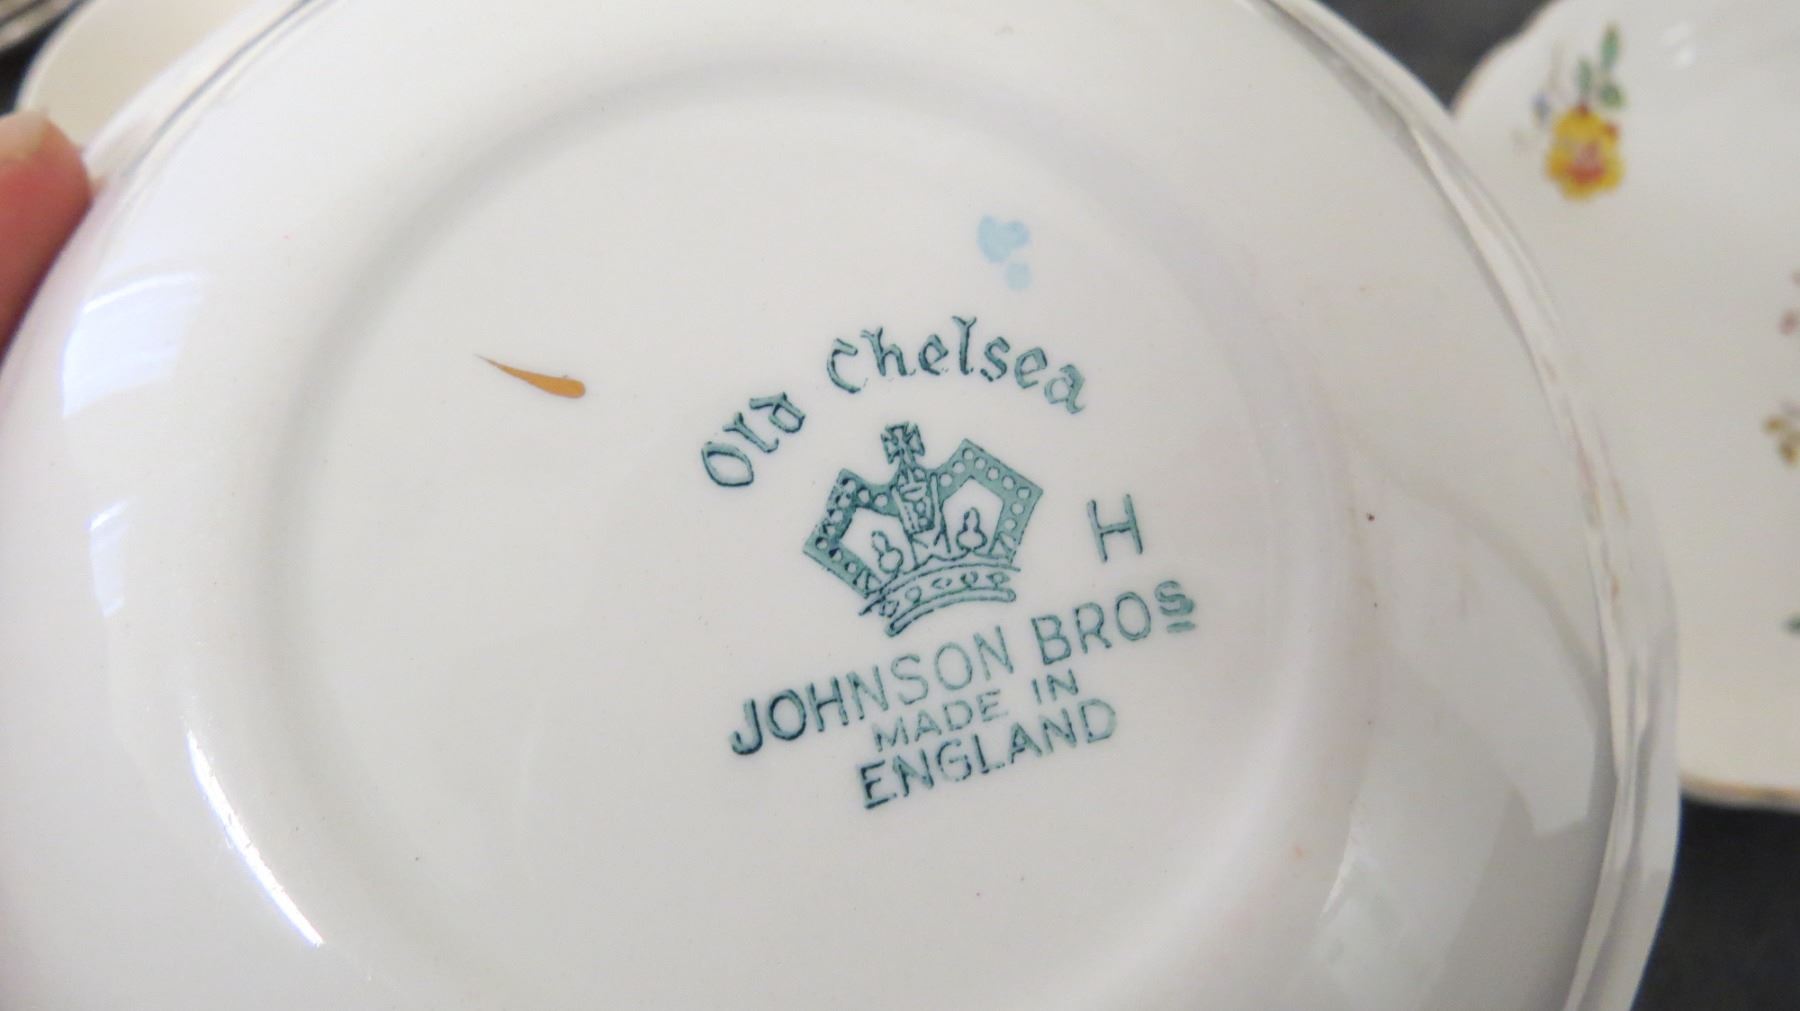 Old Chelsea
H
JOHNSON BROS
MADE IN
ENGLAND